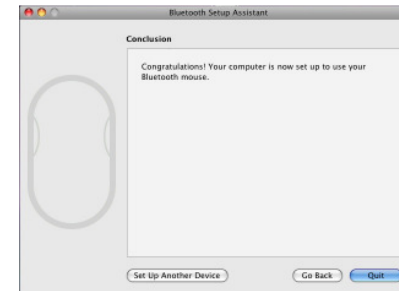 Bluetooth Setup Assistant
Conclusion
Congratulations! Your computer is now set up to use your
Bluetooth mouse.
Set Up Another Device
Go Back
Quit